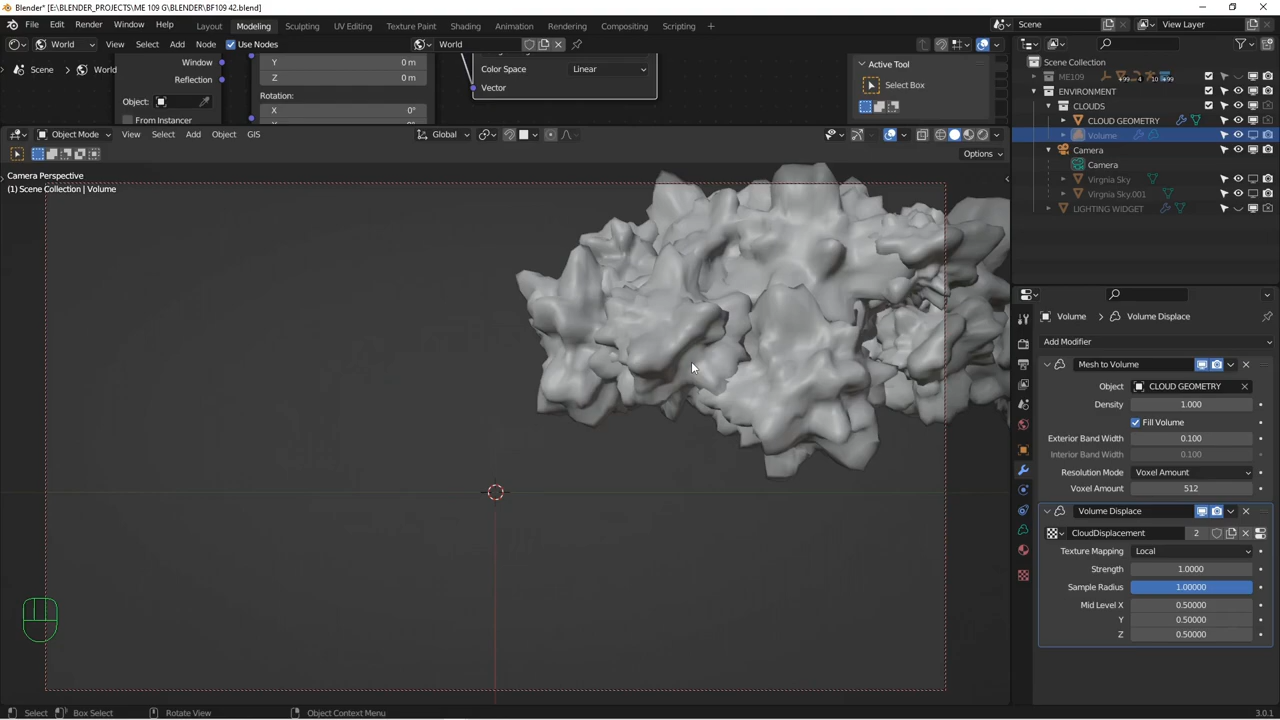 Blender* [E:\BLENDER_PROJECTS\ME 109 G\BLENDER\BF109 42.blend]
File Edit Render Window Help Layout Modeling Sculpting UV Editing Texture Paint Shading Animation Rendering Compositing Scripting + Scene View Layer
World View Select Add Node Use Nodes World
Scene > World
Window
Reflection
Object:
From Instancer
Y 0 m
Z 0 m
Rotation:
X 0°
Color Space Linear
Vector
Active Tool
Select Box
Object Mode View Select Add Object GIS Global
Options
Camera Perspective
(1) Scene Collection | Volume
Scene Collection
ME109
ENVIRONMENT
CLOUDS
CLOUD GEOMETRY
Volume
Camera
Camera
Virgnia Sky
Virgnia Sky.001
LIGHTING WIDGET
Volume > Volume Displace
Add Modifier
Mesh to Volume
Object CLOUD GEOMETRY
Density 1.000
Fill Volume
Exterior Band Width 0.100
Interior Band Width 0.100
Resolution Mode Voxel Amount
Voxel Amount 512
Volume Displace
CloudDisplacement 2
Texture Mapping Local
Strength 1.0000
Sample Radius 1.00000
Mid Level X 0.50000
Y 0.50000
Z 0.50000
Select Box Select Rotate View Object Context Menu 3.0.1